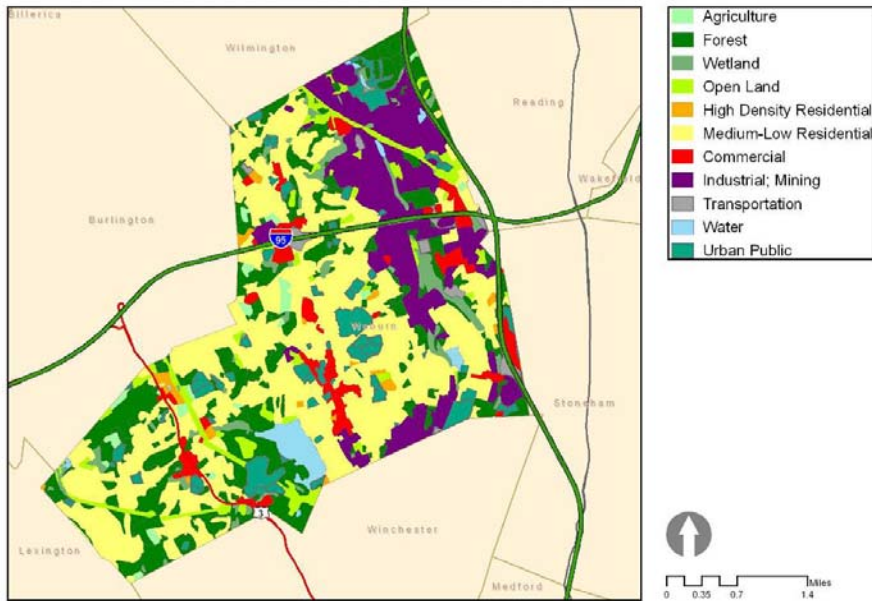 Billerica
Wilmington
Reading
Wakefield
Burlington
95
Woburn
Stoneham
3
Winchester
Lexington
Medford
Agriculture
Forest
Wetland
Open Land
High Density Residential
Medium-Low Residential
Commercial
Industrial; Mining
Transportation
Water
Urban Public
Miles
0 0.35 0.7 1.4